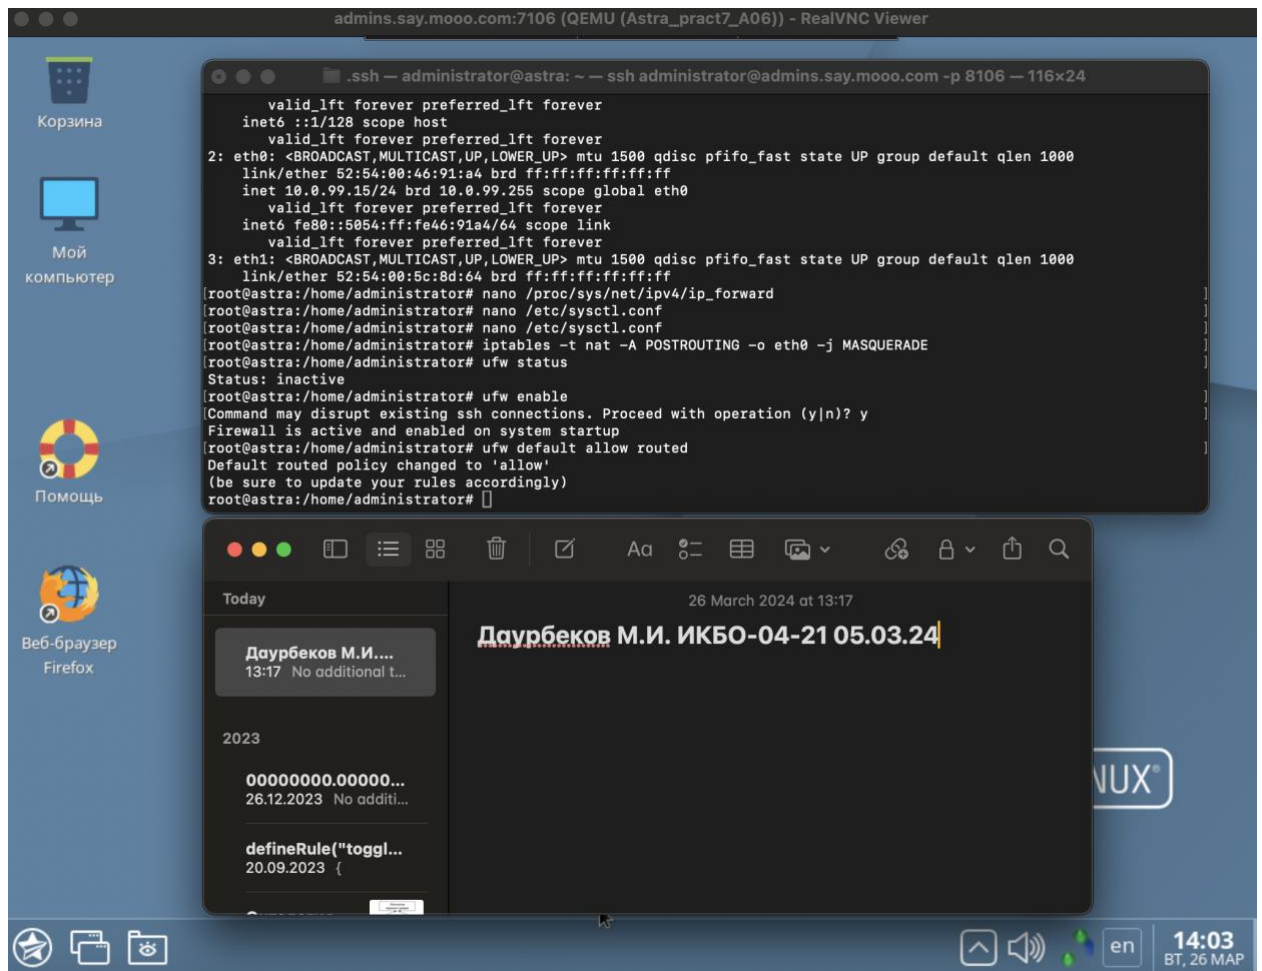 admins.say.mooo.com:7106 (QEMU (Astra_pract7_A06)) - RealVNC Viewer
Корзина
Мой
компьютер
Помощь
Веб-браузер
Firefox
.ssh — administrator@astra: ~ — ssh administrator@admins.say.mooo.com -p 8106 — 116×24
valid_lft forever preferred_lft forever
inet6 ::1/128 scope host
valid_lft forever preferred_lft forever
2: eth0: <BROADCAST,MULTICAST,UP,LOWER_UP> mtu 1500 qdisc pfifo_fast state UP group default qlen 1000
link/ether 52:54:00:46:91:a4 brd ff:ff:ff:ff:ff:ff
inet 10.0.99.15/24 brd 10.0.99.255 scope global eth0
valid_lft forever preferred_lft forever
inet6 fe80::5054:ff:fe46:91a4/64 scope link
valid_lft forever preferred_lft forever
3: eth1: <BROADCAST,MULTICAST,UP,LOWER_UP> mtu 1500 qdisc pfifo_fast state UP group default qlen 1000
link/ether 52:54:00:5c:8d:64 brd ff:ff:ff:ff:ff:ff
[root@astra:/home/administrator# nano /proc/sys/net/ipv4/ip_forward ]
[root@astra:/home/administrator# nano /etc/sysctl.conf ]
[root@astra:/home/administrator# nano /etc/sysctl.conf ]
[root@astra:/home/administrator# iptables -t nat -A POSTROUTING -o eth0 -j MASQUERADE ]
[root@astra:/home/administrator# ufw status ]
Status: inactive
[root@astra:/home/administrator# ufw enable ]
[Command may disrupt existing ssh connections. Proceed with operation (y|n)? y ]
Firewall is active and enabled on system startup
[root@astra:/home/administrator# ufw default allow routed ]
Default routed policy changed to 'allow'
(be sure to update your rules accordingly)
root@astra:/home/administrator#
Aa
Today
Даурбеков М.И....
13:17 No additional t...
2023
00000000.00000...
26.12.2023 No additi...
defineRule("toggl...
20.09.2023 {
26 March 2024 at 13:17
Даурбеков М.И. ИКБО-04-21 05.03.24
NUX®
en
14:03
ВТ, 26 МАР